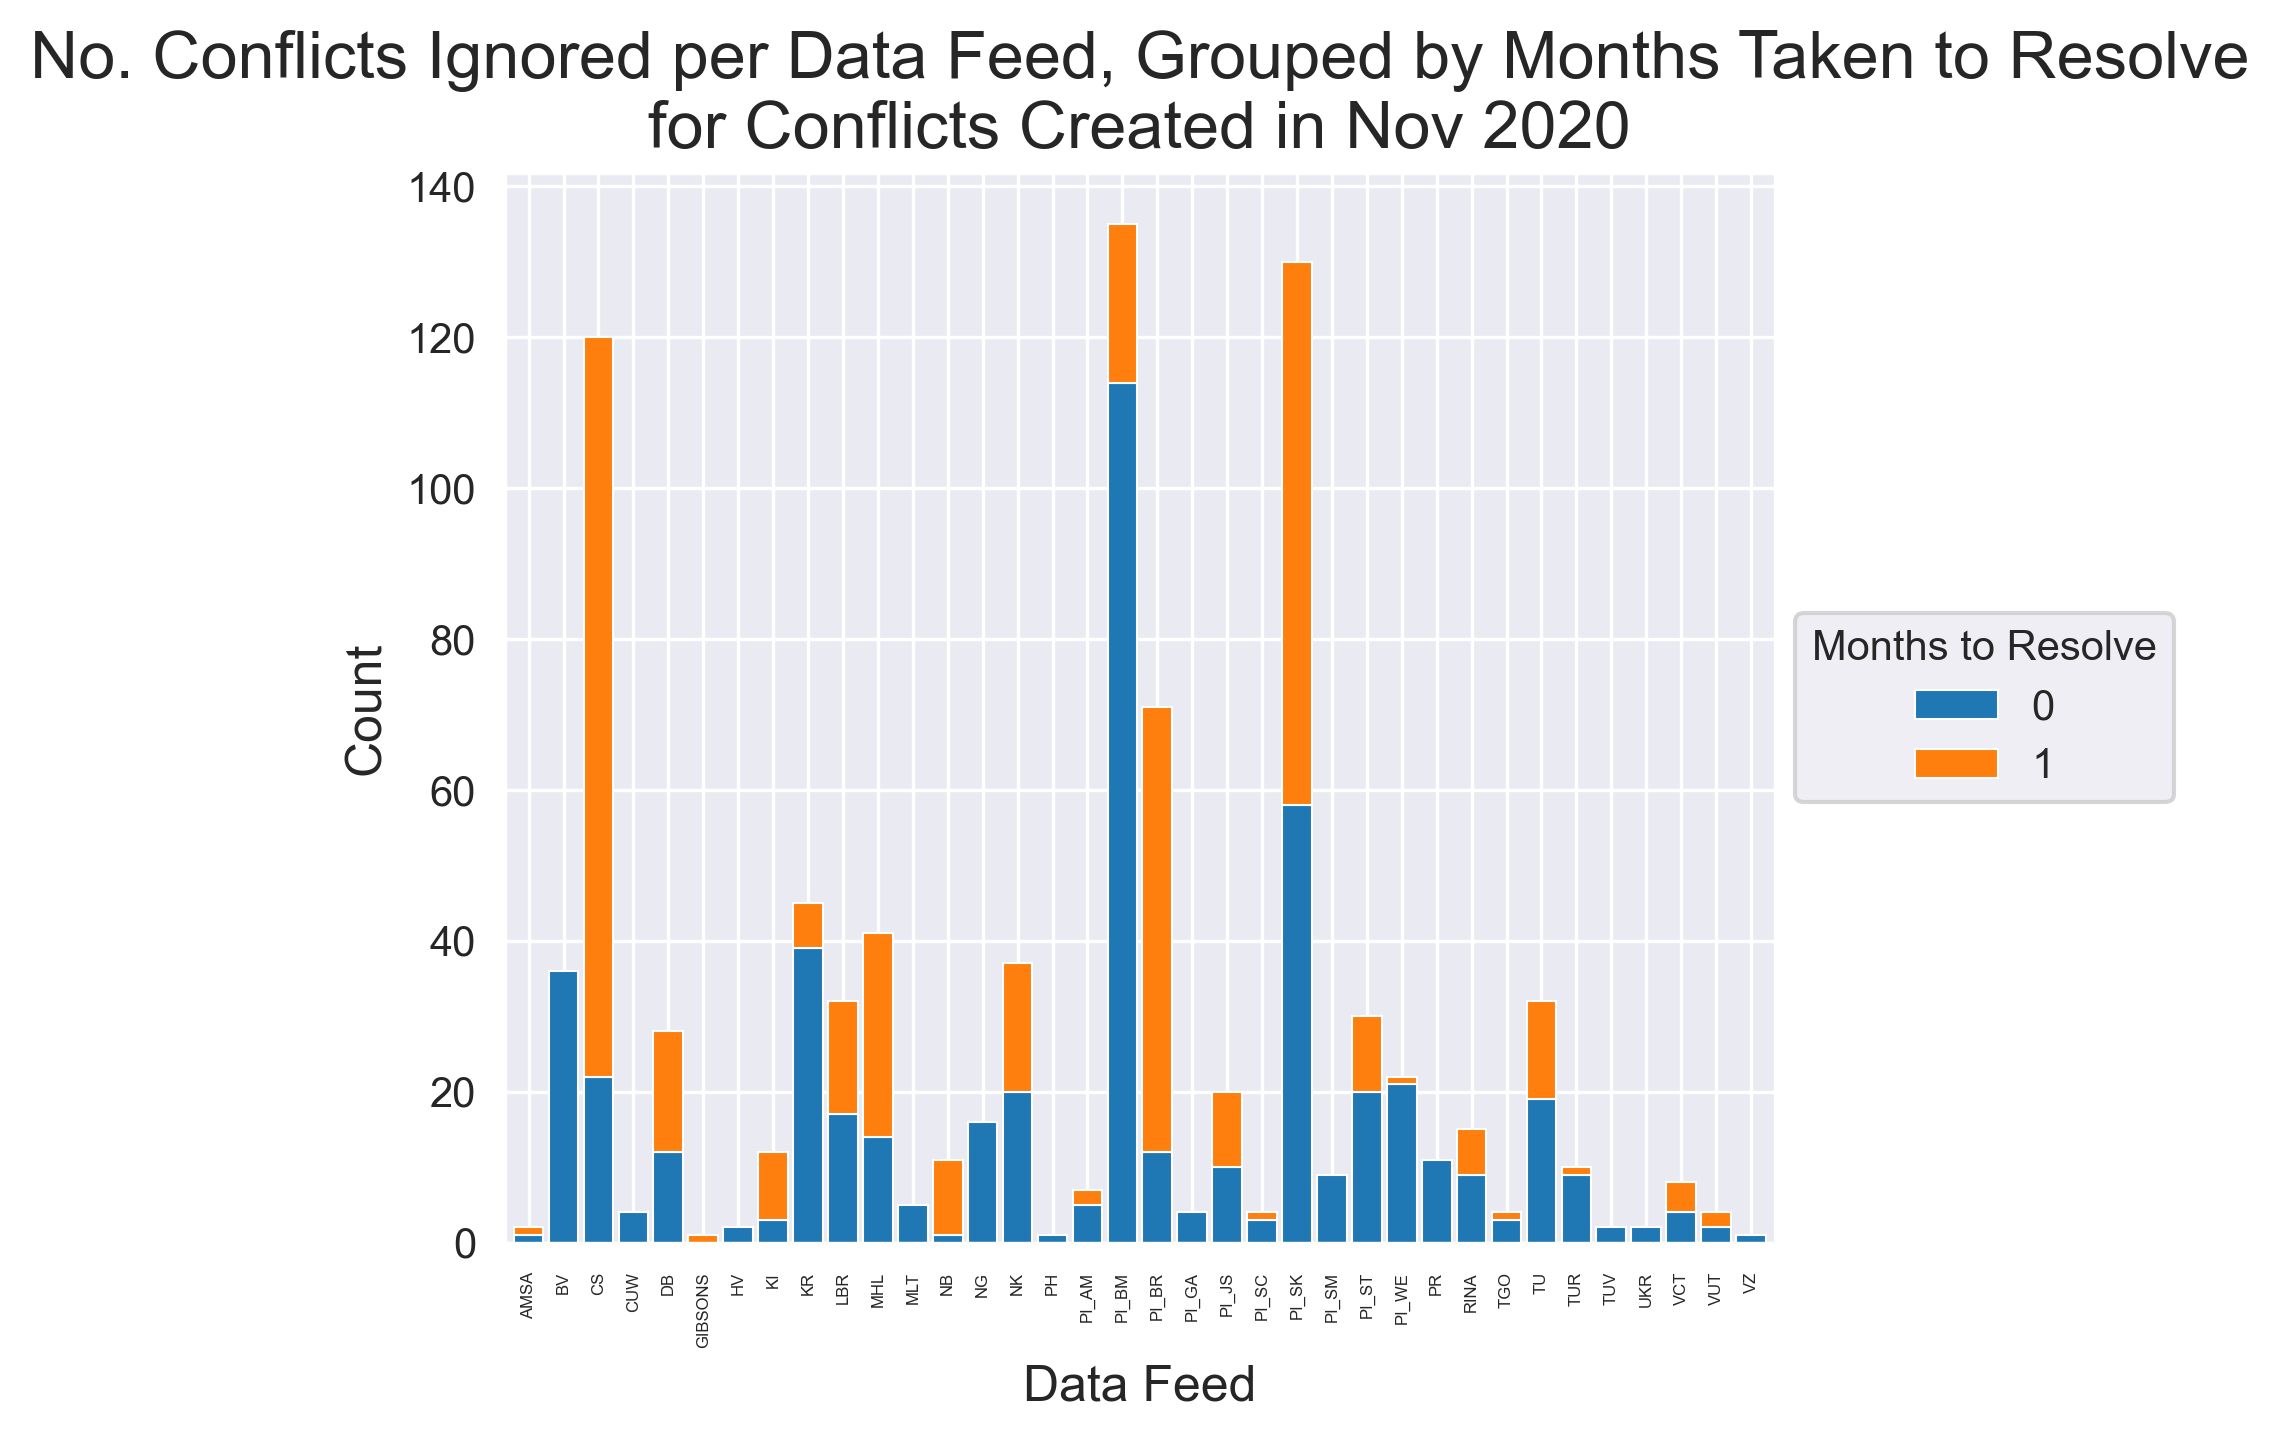 No. Conflicts Ignored per Data Feed, Grouped by Months Taken to Resolve
for Conflicts Created in Nov 2020
140
120
100
80
60
40
20
0
Count
AMSA
BV
CS
CUW
DB
GIBSONS
HV
KI
KR
LBR
MHL
MLT
NB
NG
NK
PH
PI_AM
PI_BM
PI_BR
PI_GA
PI_JS
PI_SC
PI_SK
PI_SM
PI_ST
PI_WE
PR
RINA
TGO
TU
TUR
TUV
UKR
VCT
VUT
VZ
Data Feed
Months to Resolve
0
1